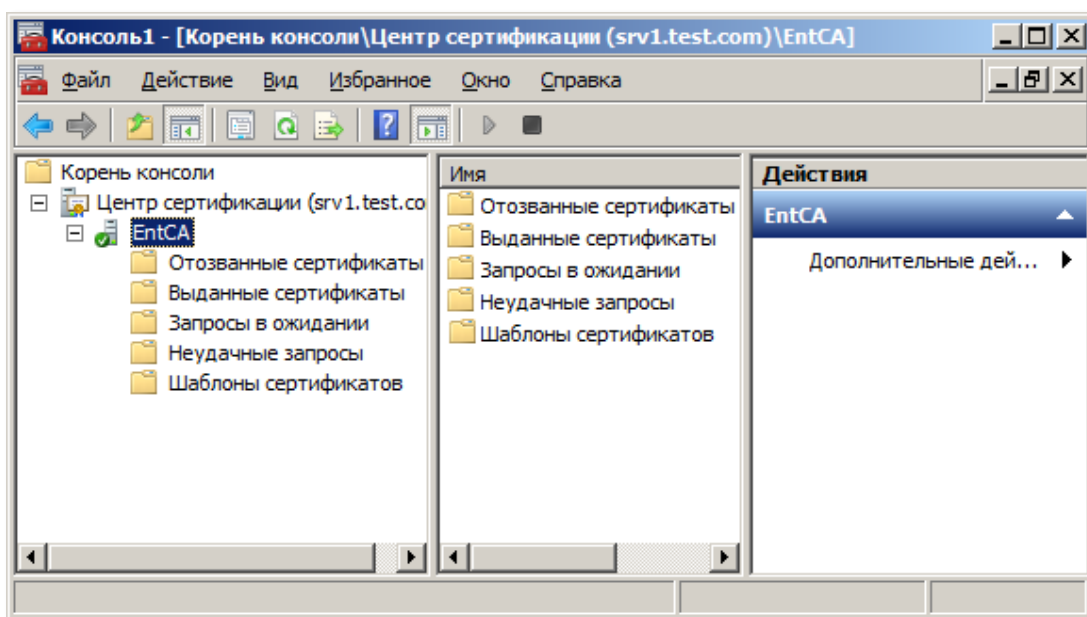 Консоль1 - [Корень консоли\Центр сертификации (srv1.test.com)\EntCA]
Файл Действие Вид Избранное Окно Справка
Корень консоли
Центр сертификации (srv1.test.co
EntCA
Отозванные сертификаты
Выданные сертификаты
Запросы в ожидании
Неудачные запросы
Шаблоны сертификатов
Имя
Отозванные сертификаты
Выданные сертификаты
Запросы в ожидании
Неудачные запросы
Шаблоны сертификатов
Действия
EntCA
Дополнительные дей...